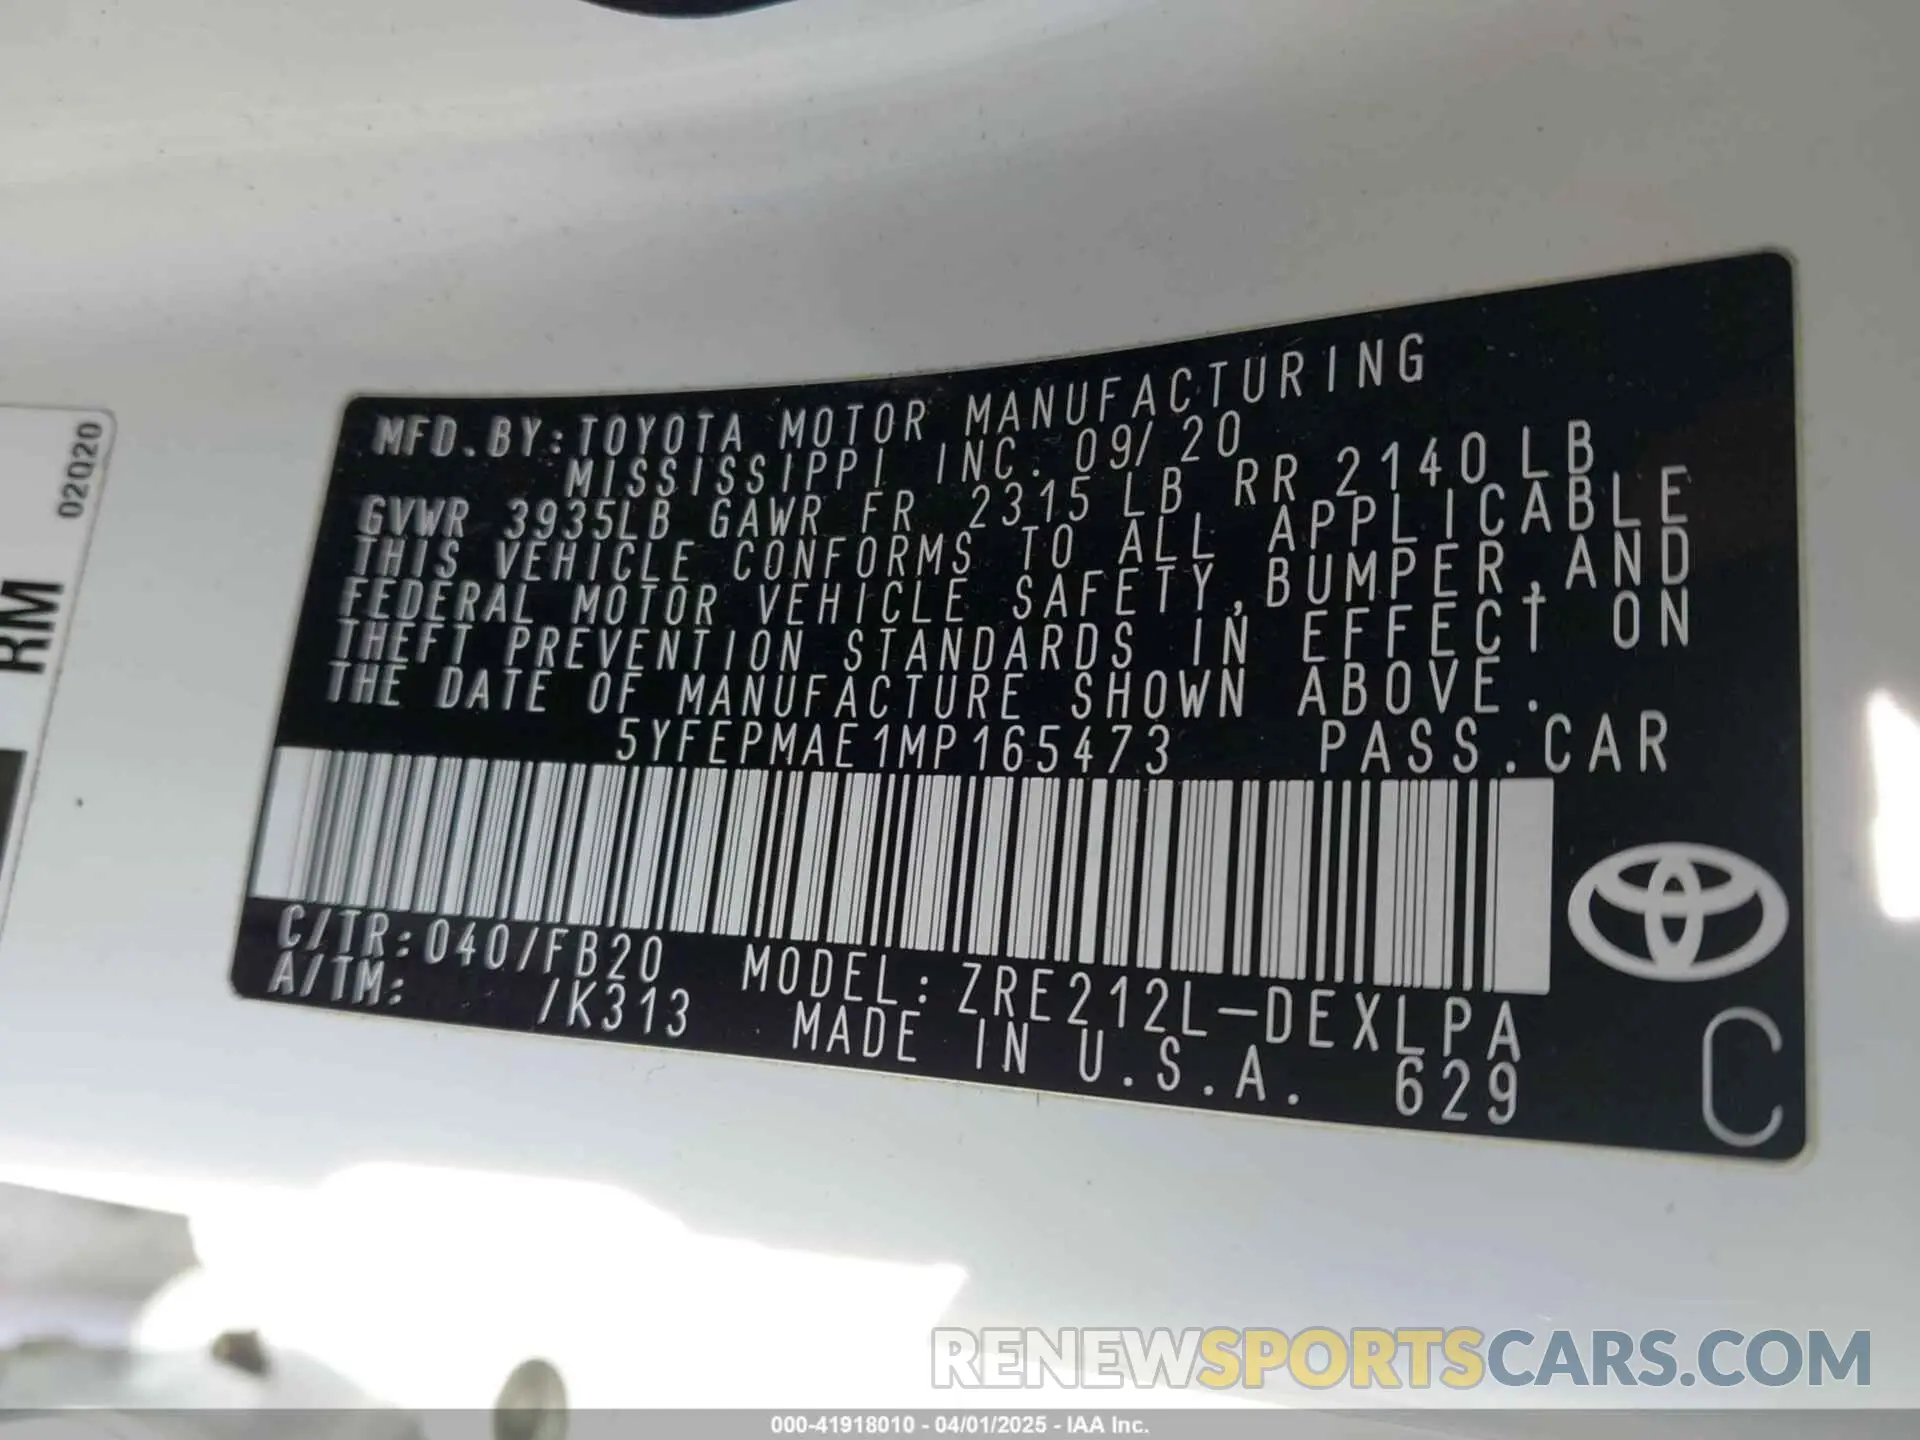 02Q20
RM
MFD.BY:TOYOTA MOTOR MANUFACTURING
MISSISSIPPI INC. 09/20
GVWR 3935LB GAWR FR 2315 LB RR 2140LB
THIS VEHICLE CONFORMS TO ALL APPLICABLE
FEDERAL MOTOR VEHICLE SAFETY, BUMPER, AND
THEFT PREVENTION STANDARDS IN EFFECT ON
THE DATE OF MANUFACTURE SHOWN ABOVE.
5YFEPMAE1MP165473 PASS.CAR
C/TR:040/FB20 MODEL:ZRE212L-DEXLPA
A/TM: /K313 MADE IN U.S.A. 629
C
RENEWSPORTSCARS.COM
000-41918010 - 04/01/2025 - IAA Inc.